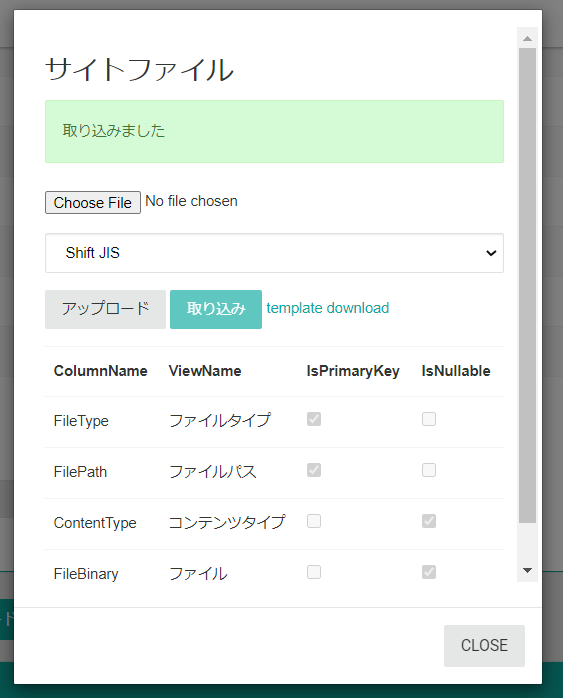 サイトファイル
取り込みました
Choose File No file chosen
Shift JIS
アップロード 取り込み template download
ColumnName ViewName IsPrimaryKey IsNullable
FileType ファイルタイプ
FilePath ファイルパス
ContentType コンテンツタイプ
FileBinary ファイル
ド
CLOSE